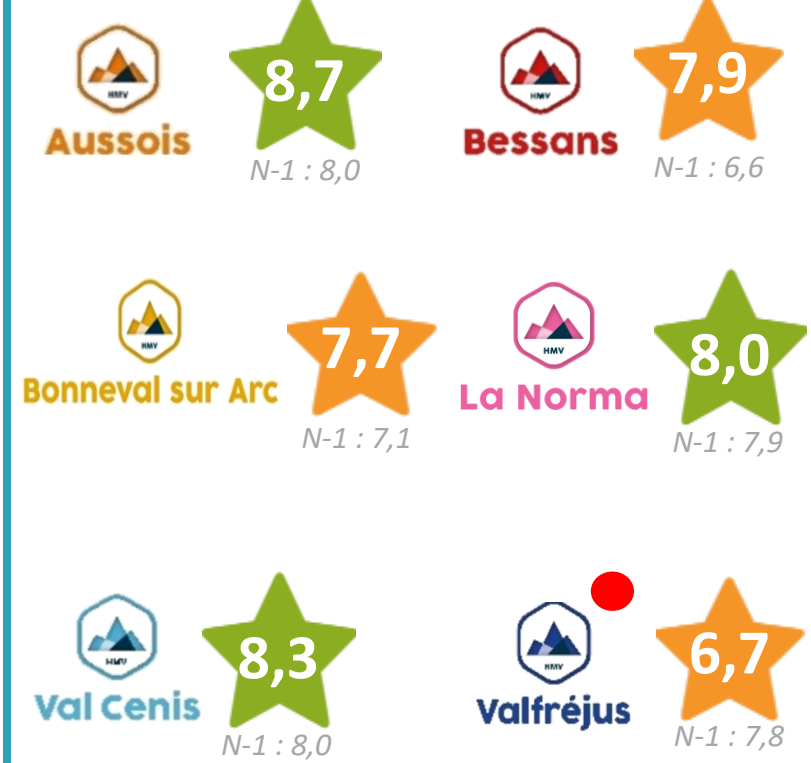 HMV
Aussois
8,7
N-1 : 8,0
HMV
Bessans
7,9
N-1 : 6,6
HMV
Bonneval sur Arc
7,7
N-1 : 7,1
HMV
La Norma
8,0
N-1 : 7,9
HMV
Val Cenis
8,3
N-1 : 8,0
HMV
Valfréjus
6,7
N-1 : 7,8